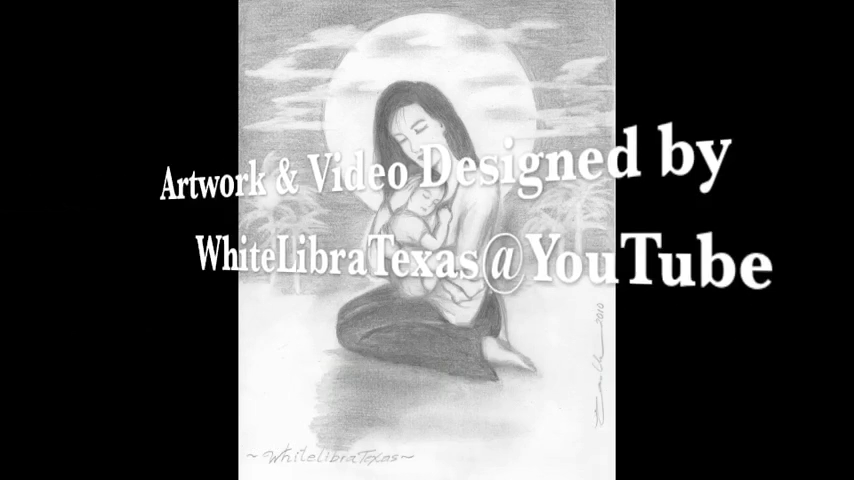 Artwork & Video Designed by
WhiteLibraTexas@YouTube
2010
~WhiteLibraTexas~